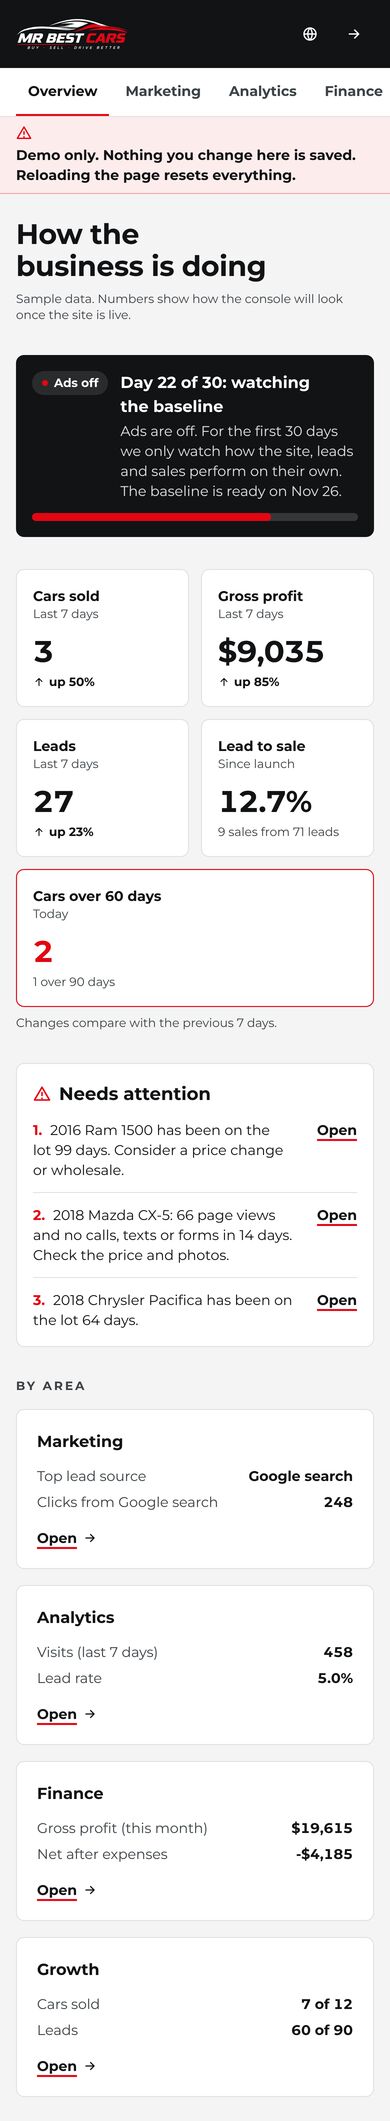 MR BEST CARS
BUY · SELL · DRIVE BETTER
Overview Marketing Analytics Finance
Demo only. Nothing you change here is saved.
Reloading the page resets everything.
How the
business is doing
Sample data. Numbers show how the console will look
once the site is live.
Ads off
Day 22 of 30: watching
the baseline
Ads are off. For the first 30 days
we only watch how the site, leads
and sales perform on their own.
The baseline is ready on Nov 26.
Cars sold
Last 7 days
3
↑ up 50%
Gross profit
Last 7 days
$9,035
↑ up 85%
Leads
Last 7 days
27
↑ up 23%
Lead to sale
Since launch
12.7%
9 sales from 71 leads
Cars over 60 days
Today
2
1 over 90 days
Changes compare with the previous 7 days.
Needs attention
1. 2016 Ram 1500 has been on the
lot 99 days. Consider a price change
or wholesale.
Open
2. 2018 Mazda CX-5: 66 page views
and no calls, texts or forms in 14 days.
Check the price and photos.
Open
3. 2018 Chrysler Pacifica has been on
the lot 64 days.
Open
BY AREA
Marketing
Top lead source Google search
Clicks from Google search 248
Open →
Analytics
Visits (last 7 days) 458
Lead rate 5.0%
Open →
Finance
Gross profit (this month) $19,615
Net after expenses -$4,185
Open →
Growth
Cars sold 7 of 12
Leads 60 of 90
Open →